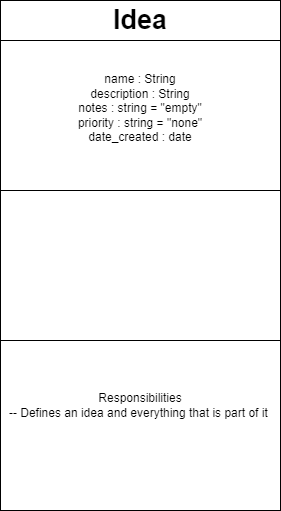 Idea
name : String
description : String
notes : string = "empty"
priority : string = "none"
date_created : date
Responsibilities
-- Defines an idea and everything that is part of it